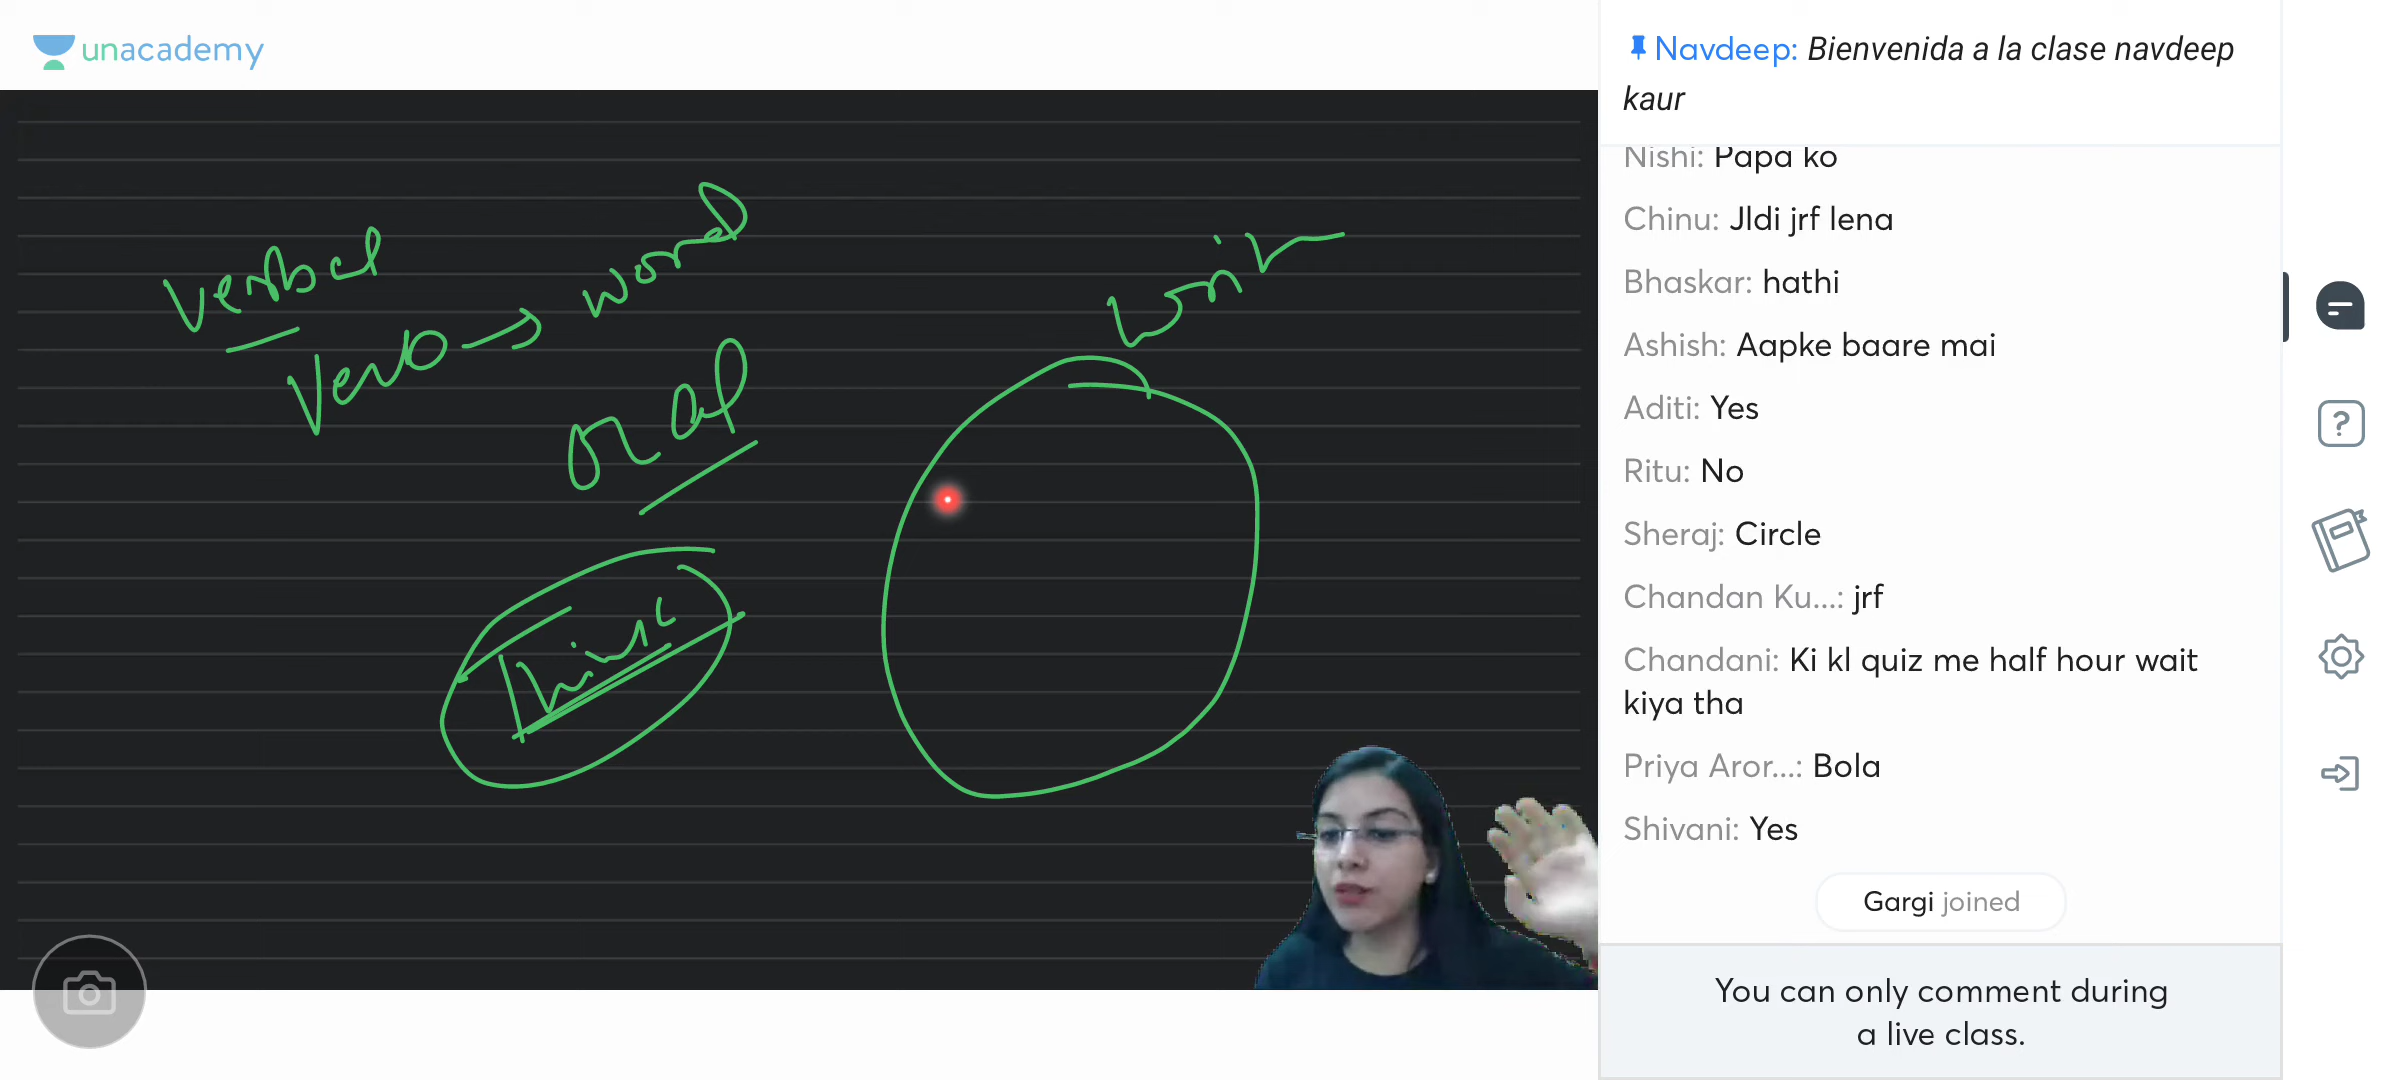 unacademy
Verbal
Verb → word
oral
Think
Navdeep: Bienvenida a la clase navdeep
kaur
Nishi: Papa ko
Chinu: Jldi jrf lena
Bhaskar: hathi
Ashish: Aapke baare mai
Aditi: Yes
Ritu: No
Sheraj: Circle
Chandan Ku...: jrf
Chandani: Ki kl quiz me half hour wait
kiya tha
Priya Aror...: Bola
Shivani: Yes
Gargi joined
You can only comment during
a live class.